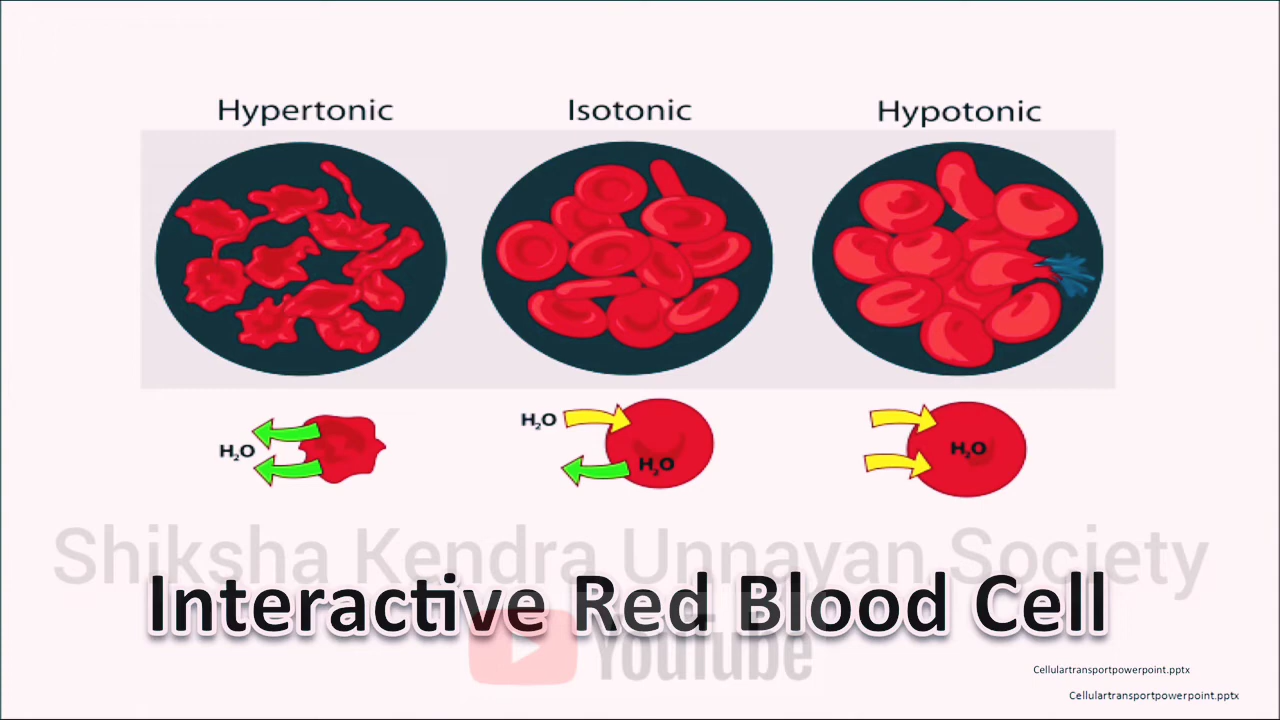 Hypertonic Isotonic Hypotonic
H₂O H₂O H₂O H₂O
Shiksha Kendra Unnayan Society
Interactive Red Blood Cell
YouTube
Cellulartransportpowerpoint.pptx
Cellulartransportpowerpoint.pptx